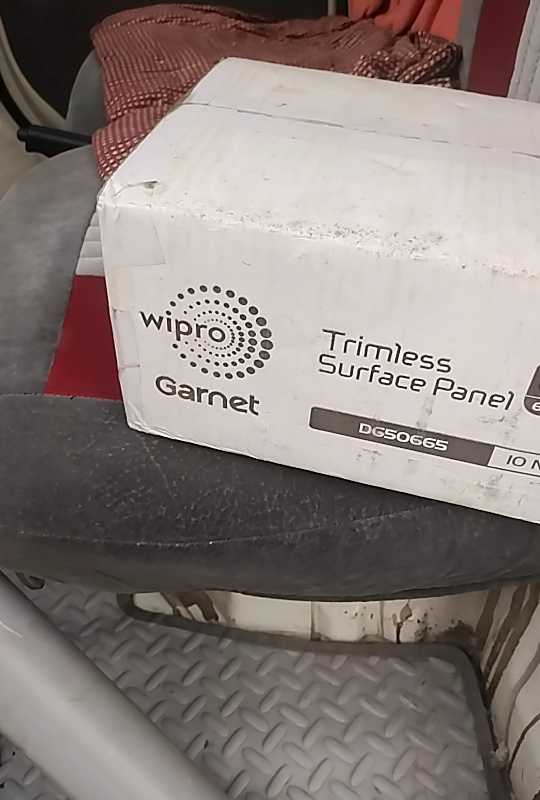 wipro
Garnet
Trimless
Surface Panel
DG50665
10 N